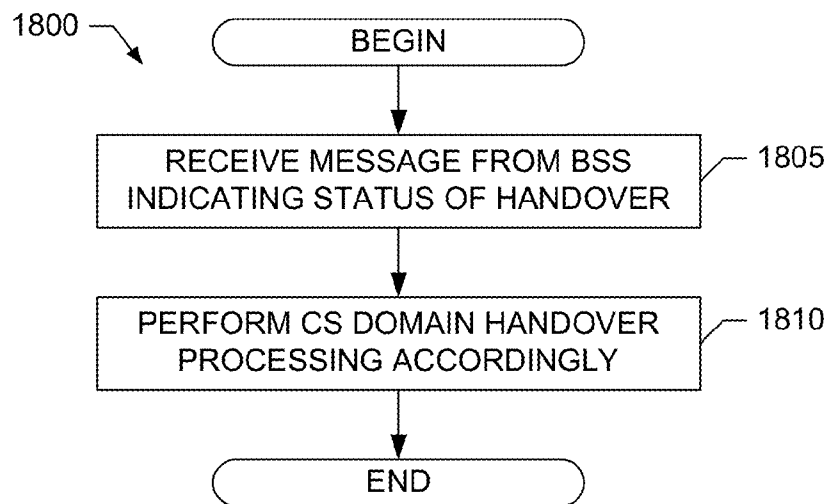 1800
BEGIN
RECEIVE MESSAGE FROM BSS
INDICATING STATUS OF HANDOVER
1805
PERFORM CS DOMAIN HANDOVER
PROCESSING ACCORDINGLY
1810
END